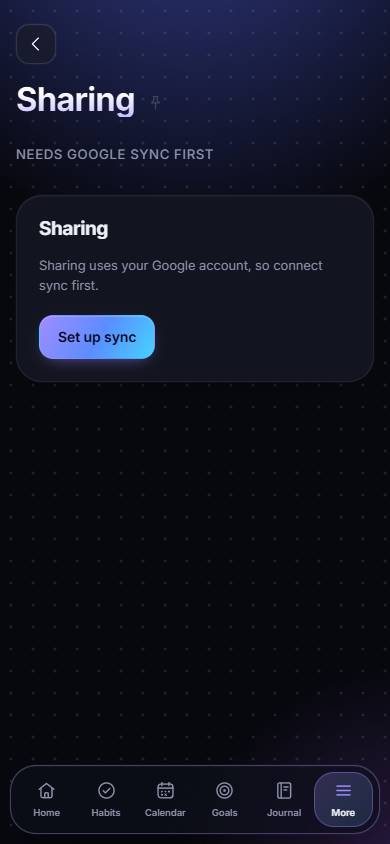 Sharing
NEEDS GOOGLE SYNC FIRST
Sharing
Sharing uses your Google account, so connect
sync first.
Set up sync
Home
Habits
Calendar
Goals
Journal
More